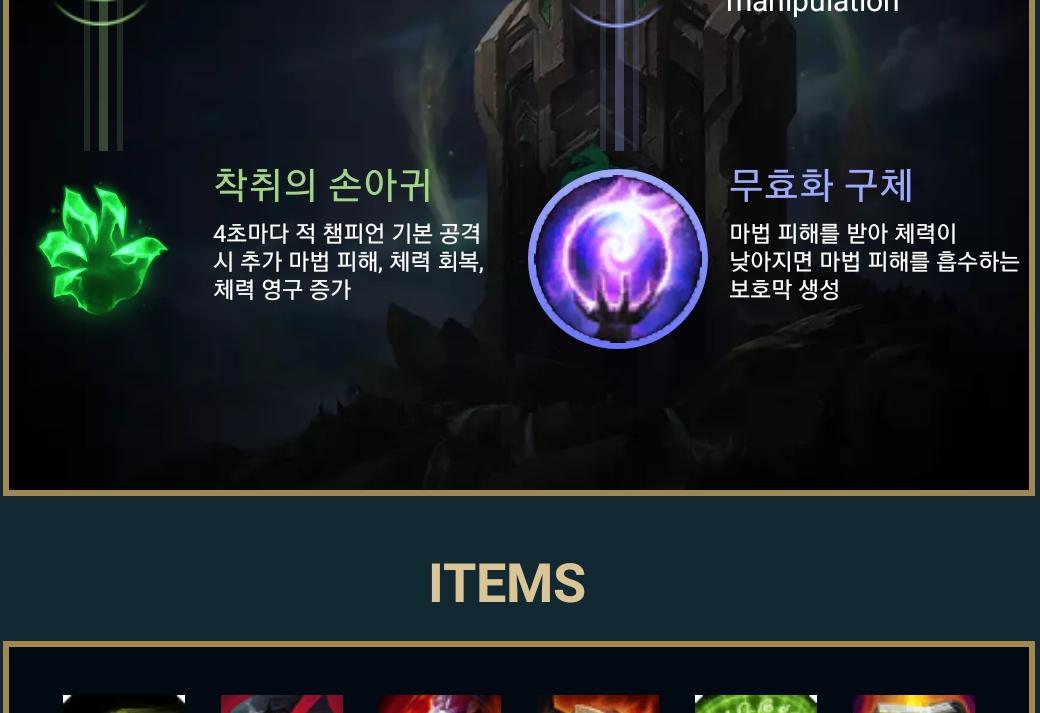 manipulation
착취의 손아귀
4초마다 적 챔피언 기본 공격
시 추가 마법 피해, 체력 회복,
체력 영구 증가
무효화 구체
마법 피해를 받아 체력이
낮아지면 마법 피해를 흡수하는
보호막 생성
ITEMS